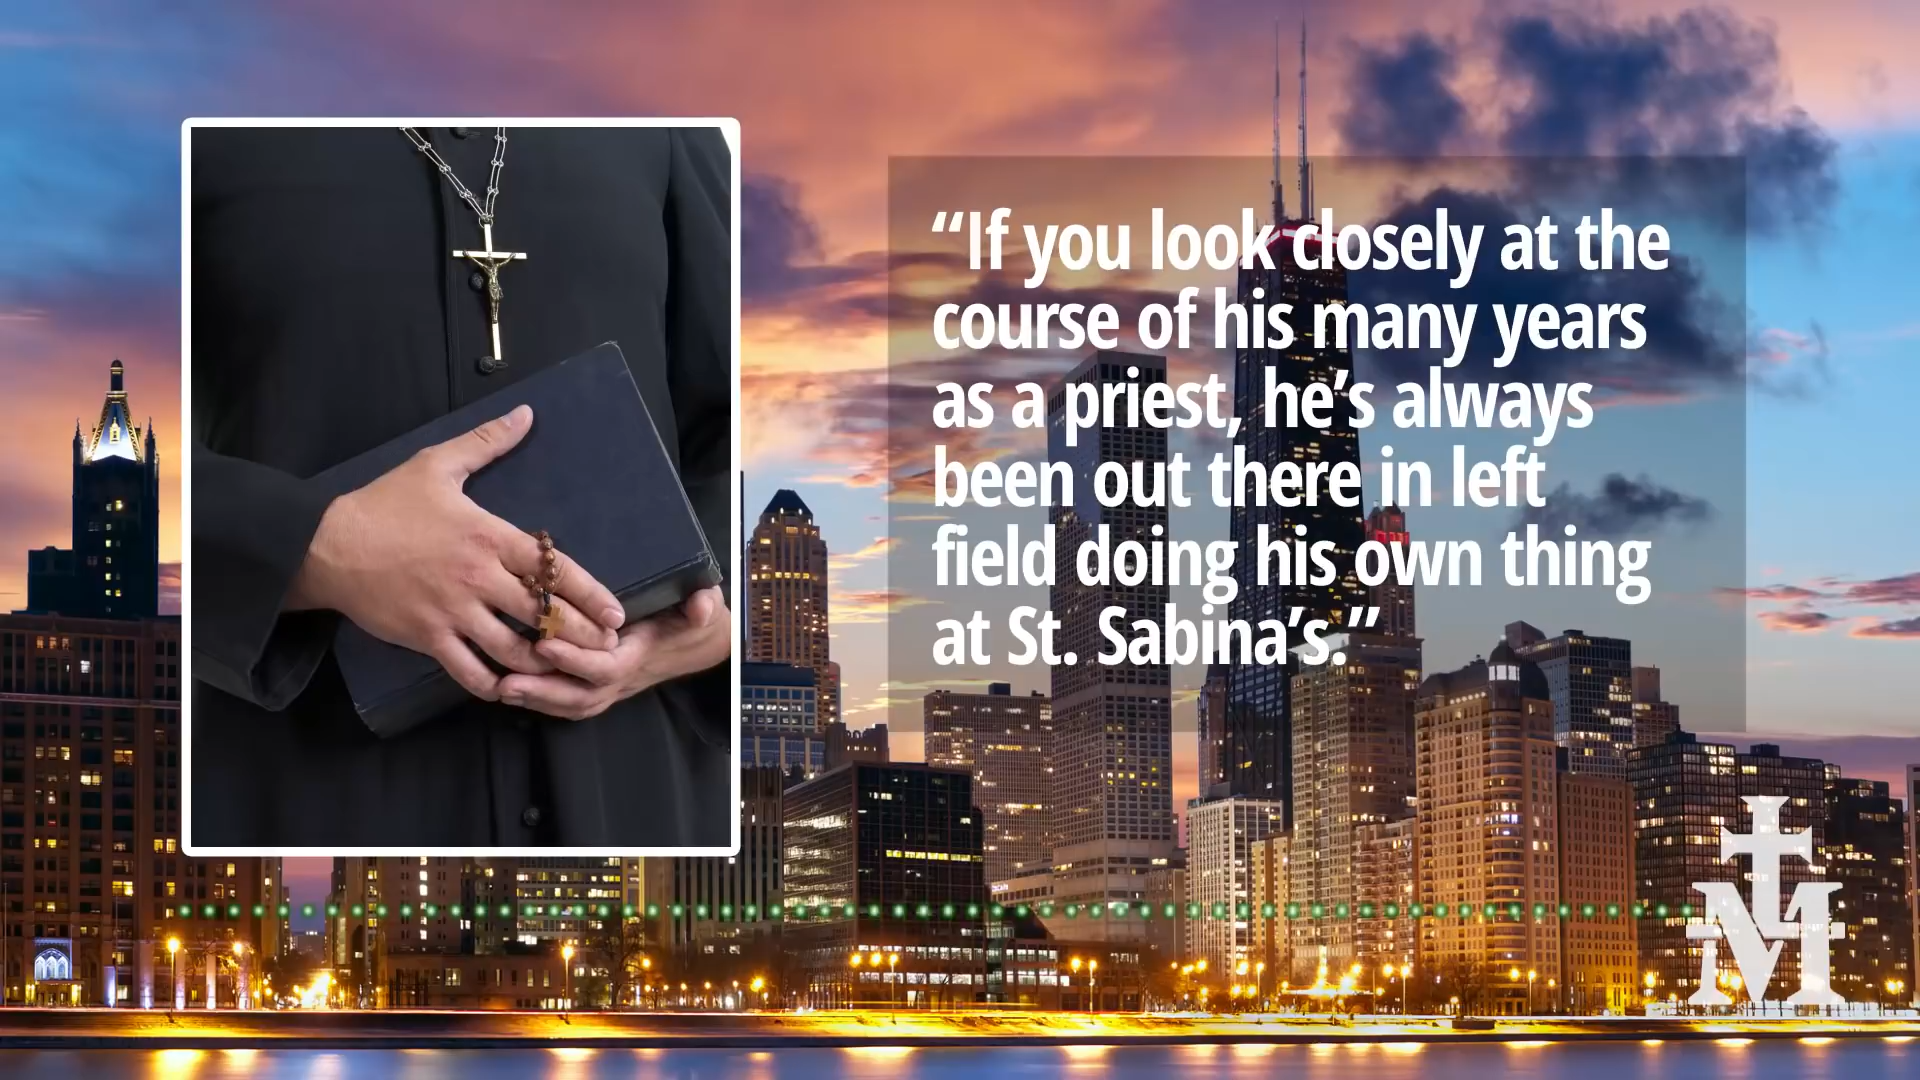 “If you look closely at the
course of his many years
as a priest, he’s always
been out there in left
field doing his own thing
at St. Sabina’s.”